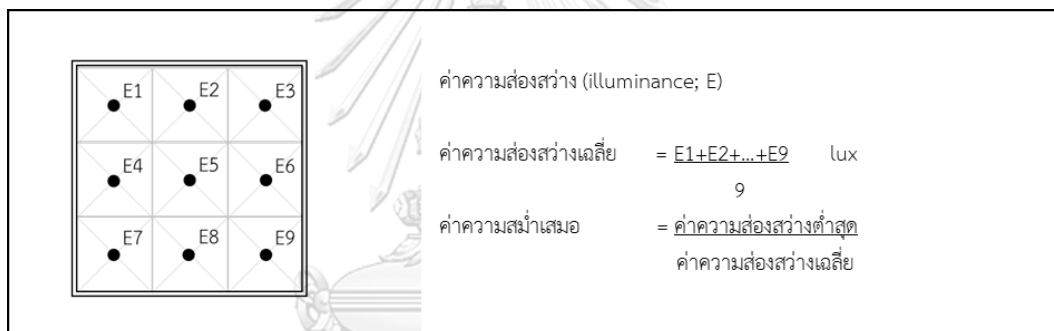 E1 E2 E3
E4 E5 E6
E7 E8 E9
ค่าความส่องสว่าง (illuminance; E)
ค่าความส่องสว่างเฉลี่ย = E1+E2+...+E9 lux
9
ค่าความสม่ำเสมอ = ค่าความส่องสว่างต่ำสุด
ค่าความส่องสว่างเฉลี่ย